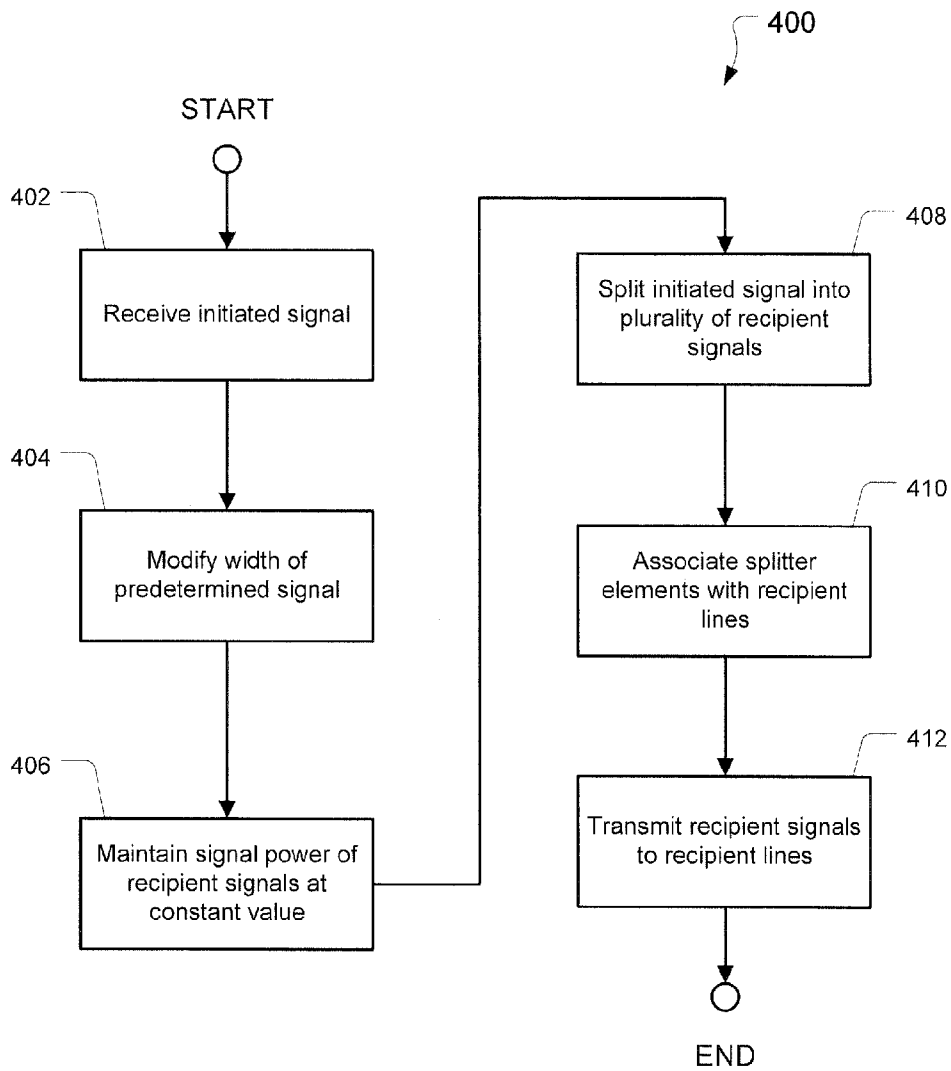 400
START
402
Receive initiated signal
404
Modify width of
predetermined signal
406
Maintain signal power of
recipient signals at
constant value
408
Split initiated signal into
plurality of recipient
signals
410
Associate splitter
elements with recipient
lines
412
Transmit recipient signals
to recipient lines
END